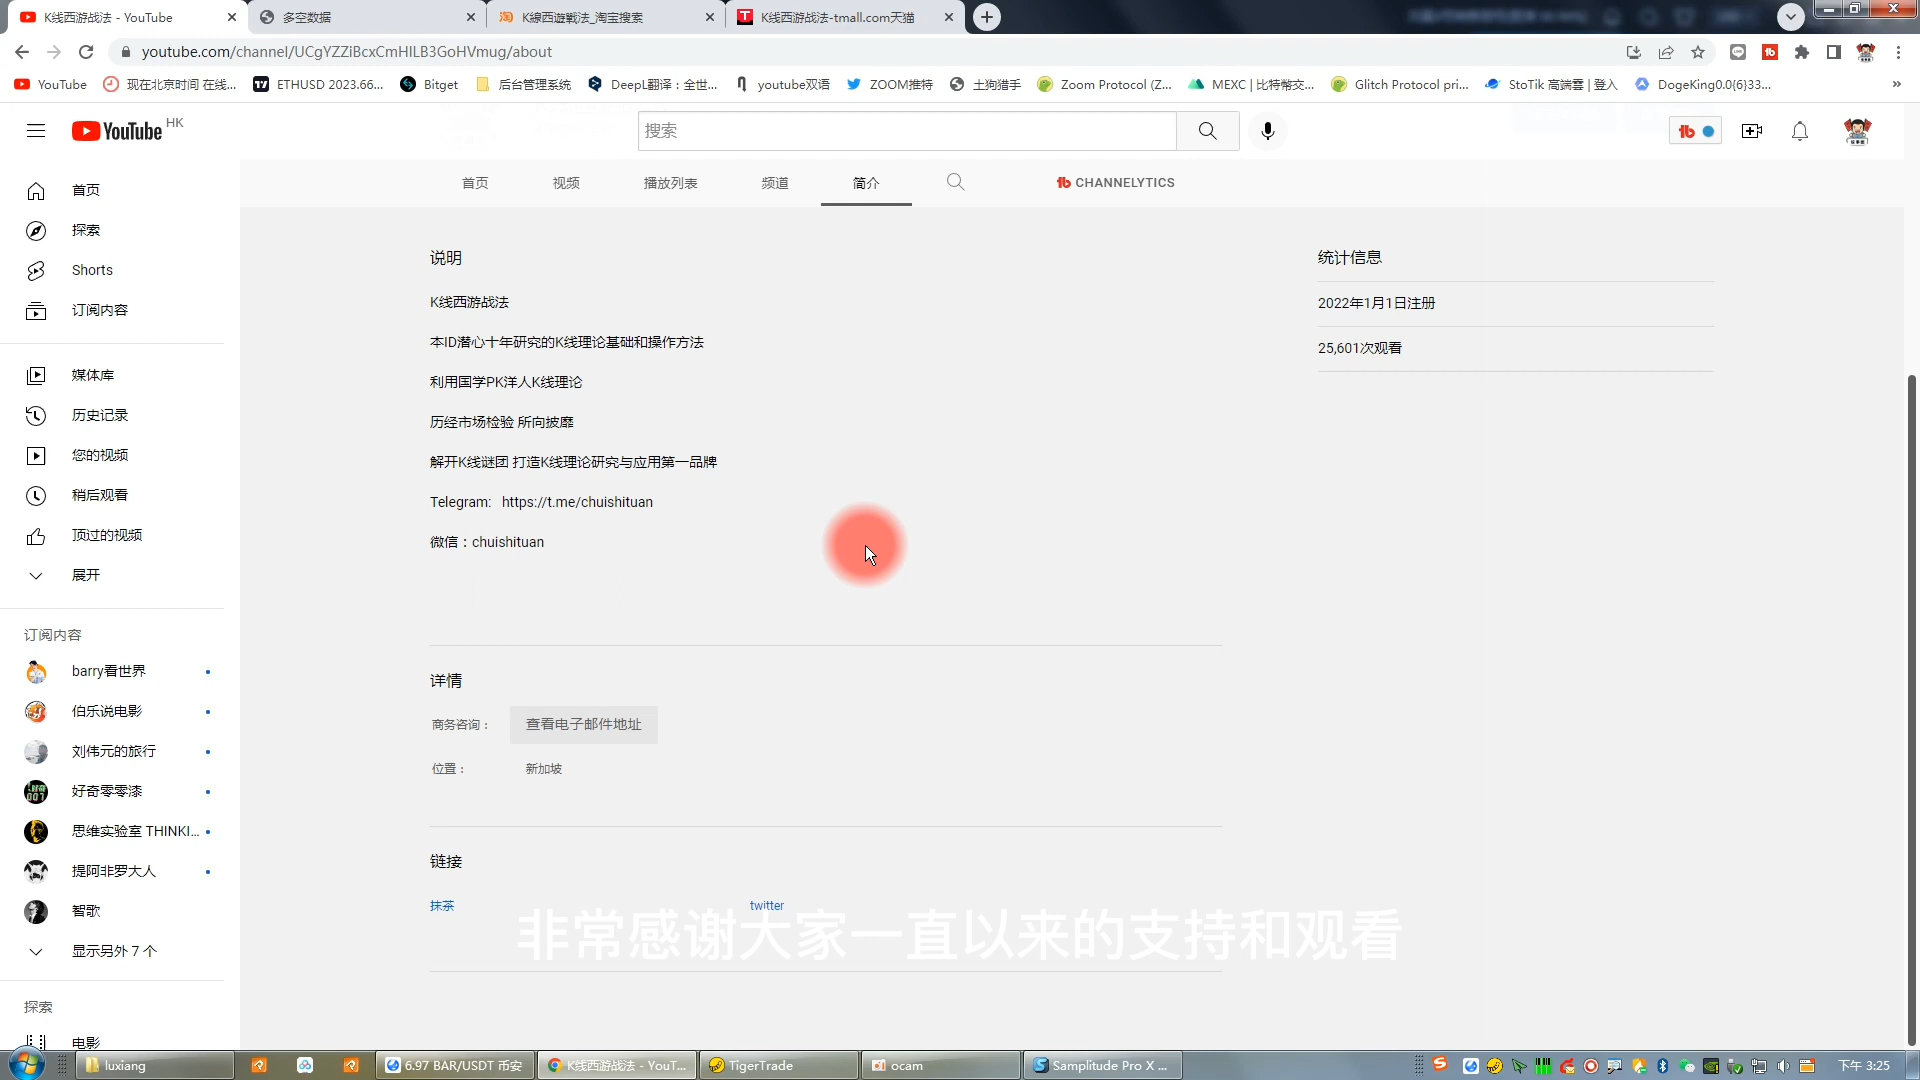 K线西游战法 - YouTube
多空数据
K線西遊戰法_淘宝搜索
K线西游战法-tmall.com天猫
youtube.com/channel/UCgYZZiBcxCmHILB3GoHVmug/about
YouTube
现在北京时间 在线...
ETHUSD 2023.66...
Bitget
后台管理系统
DeepL翻译：全世...
youtube双语
ZOOM推特
土狗猎手
Zoom Protocol (Z...
MEXC | 比特幣交...
Glitch Protocol pri...
StoTik 高端雲 | 登入
DogeKing0.0{6}33...
YouTube HK
搜索
首页
视频
播放列表
频道
简介
CHANNELYTICS
首页
探索
Shorts
订阅内容
媒体库
历史记录
您的视频
稍后观看
顶过的视频
展开
订阅内容
barry看世界
伯乐说电影
刘伟元的旅行
好奇零零漆
思维实验室 THINKI...
提阿非罗大人
智歌
显示另外 7 个
探索
电影
说明
K线西游战法
本ID潜心十年研究的K线理论基础和操作方法
利用国学PK洋人K线理论
历经市场检验 所向披靡
解开K线谜团 打造K线理论研究与应用第一品牌
Telegram: https://t.me/chuishituan
微信：chuishituan
详情
商务咨询：
查看电子邮件地址
位置：
新加坡
链接
抹茶
twitter
统计信息
2022年1月1日注册
25,601次观看
非常感谢大家一直以来的支持和观看
luxiang
6.97 BAR/USDT 币安
K线西游战法 - YouT...
TigerTrade
ocam
Samplitude Pro X ...
下午 3:25